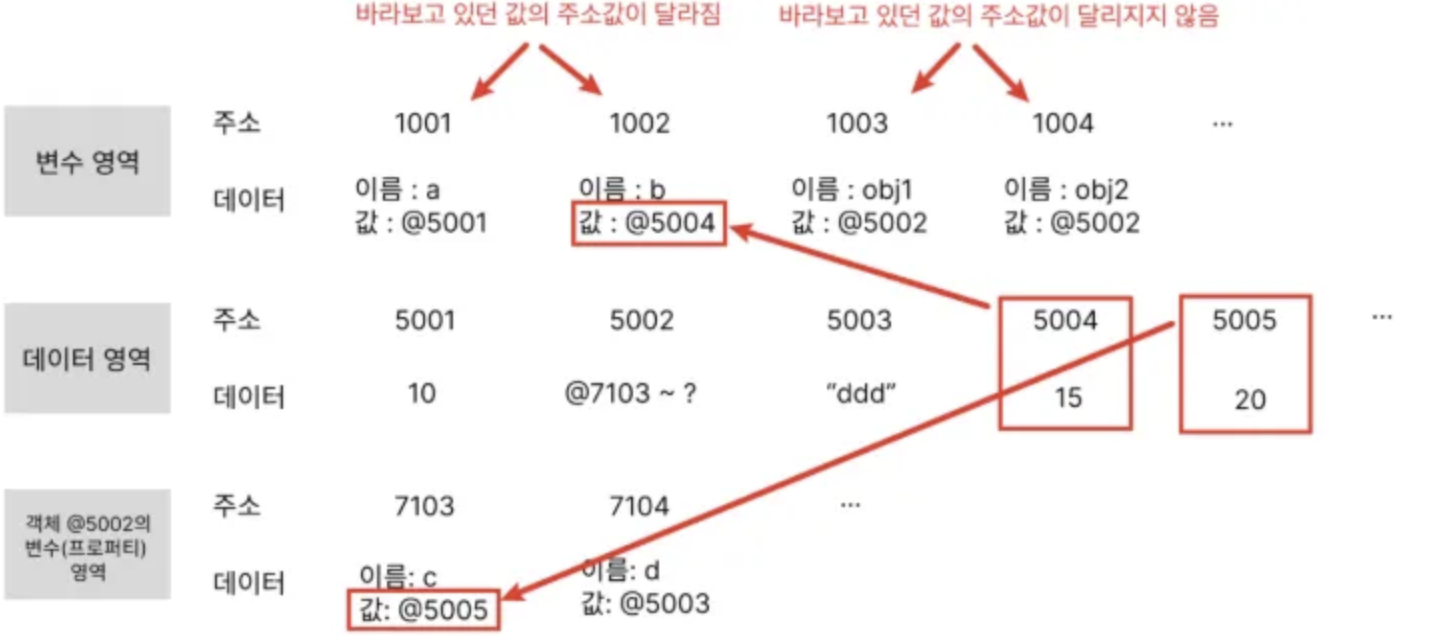 바라보고 있던 값의 주소값이 달라짐
바라보고 있던 값의 주소값이 달리지지 않음
변수 영역
주소 1001 1002 1003 1004 ...
데이터
이름 : a 이름 : b 이름 : obj1 이름 : obj2
값 : @5001 값 : @5004 값 : @5002 값 : @5002
데이터 영역
주소 5001 5002 5003 5004 5005 ...
데이터 10 @7103 ~ ? “ddd” 15 20
객체 @5002의
변수(프로퍼티)
영역
주소 7103 7104 ...
데이터
이름: c 이름: d
값: @5005 값: @5003